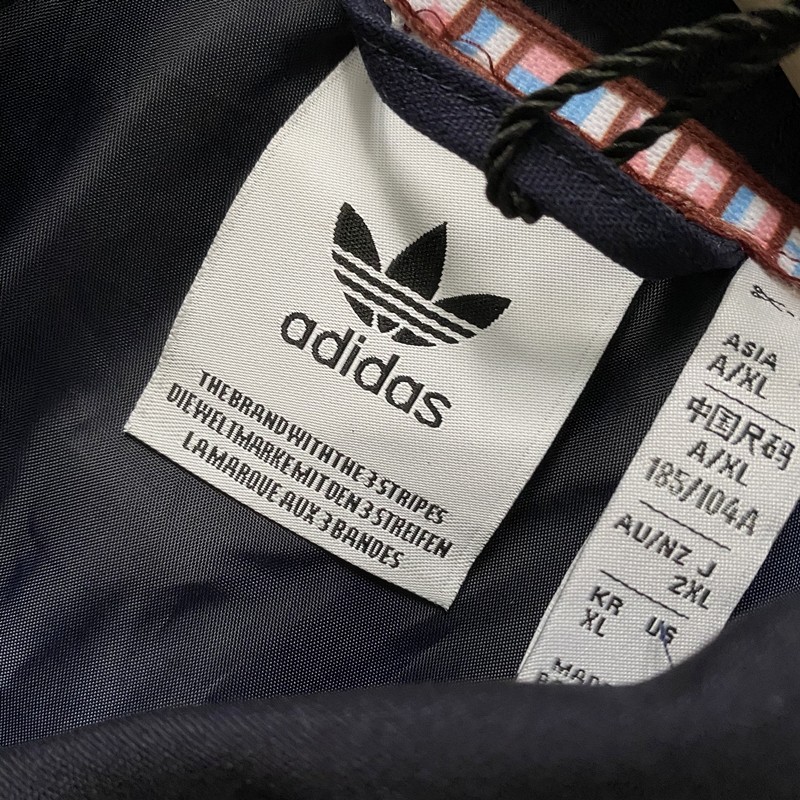 adidas
THE BRAND WITH THE 3 STRIPES
DIE WELTMARKE MIT DEN 3 STREIFEN
LA MARQUE AUX 3 BANDES
ASIA
A/XL
中国尺码
A/XL
185/104A
AU/NZ J
2XL
KR
XL